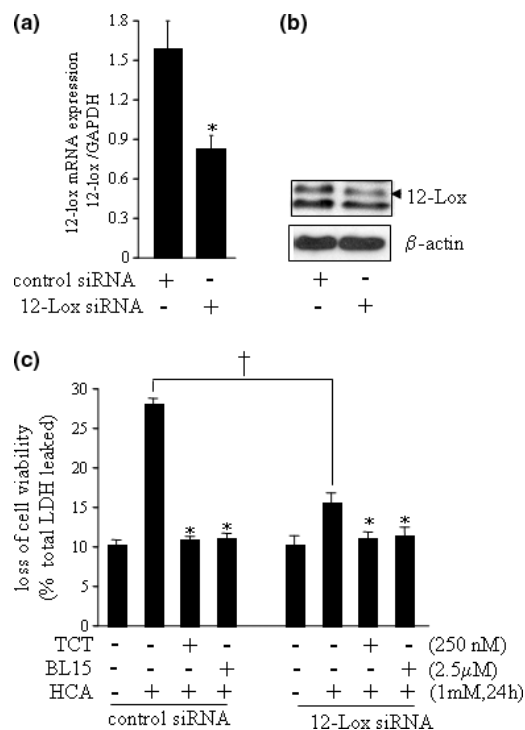 (a)
12-lox mRNA expression
12-lox /GAPDH
1.8
1.5
1.2
0.9
0.6
0.3
0
*
control siRNA + -
12-Lox siRNA - +
(b)
12-Lox
β-actin
+ -
- +
(c)
†
loss of cell viability
(% total LDH leaked)
30
25
20
15
10
5
0
* * * *
TCT - - + - - - + - (250 nM)
BL15 - - - + - - - + (2.5μM)
HCA - + + + - + + + (1mM,24h)
control siRNA 12-Lox siRNA